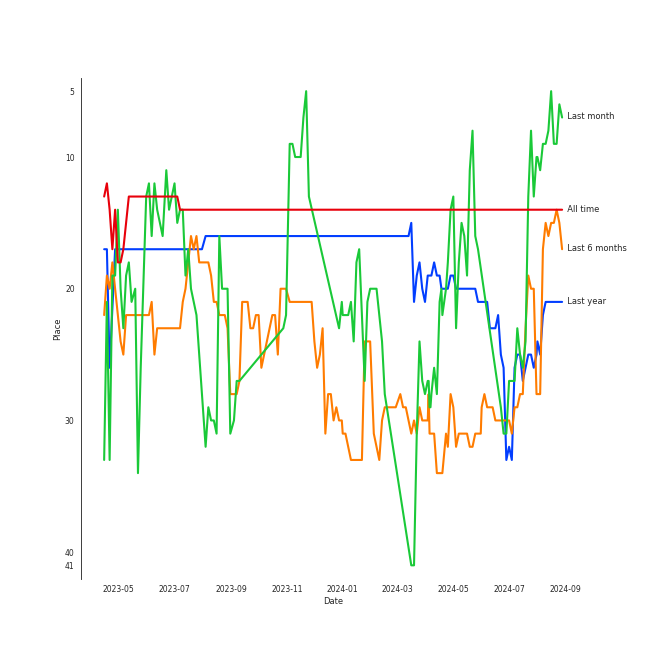 5
10
20
30
40
41
Place
2023-05
2023-07
2023-09
2023-11
2024-01
2024-03
2024-05
2024-07
2024-09
Date
Last month
All time
Last 6 months
Last year